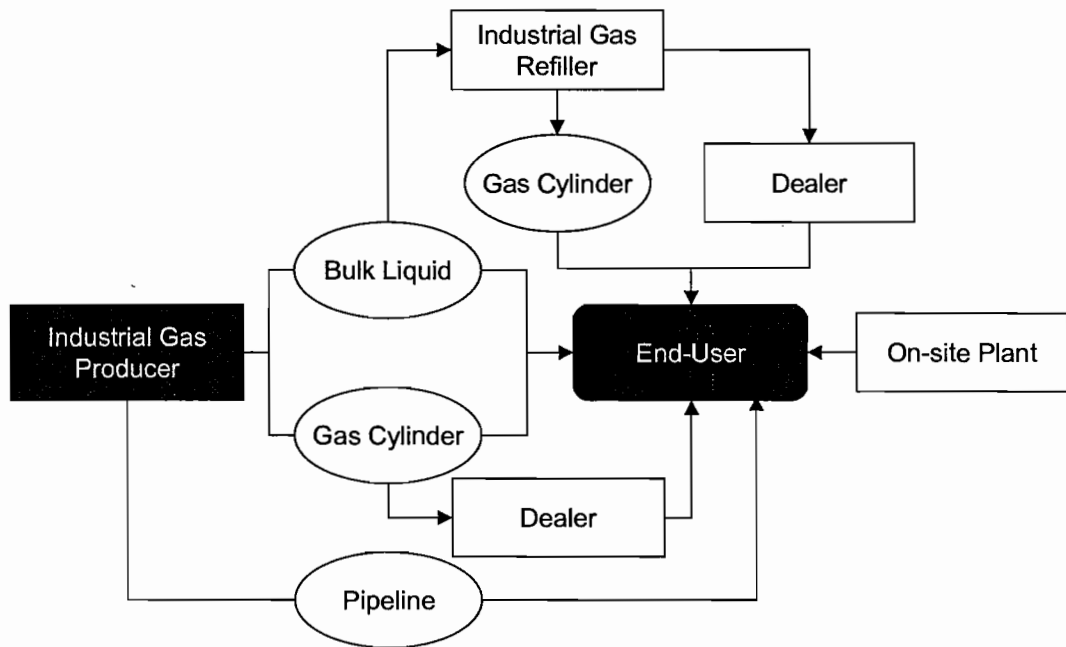 Industrial Gas
Refiller
Gas Cylinder
Dealer
Bulk Liquid
Industrial Gas
Producer
End-User
On-site Plant
Gas Cylinder
Dealer
Pipeline